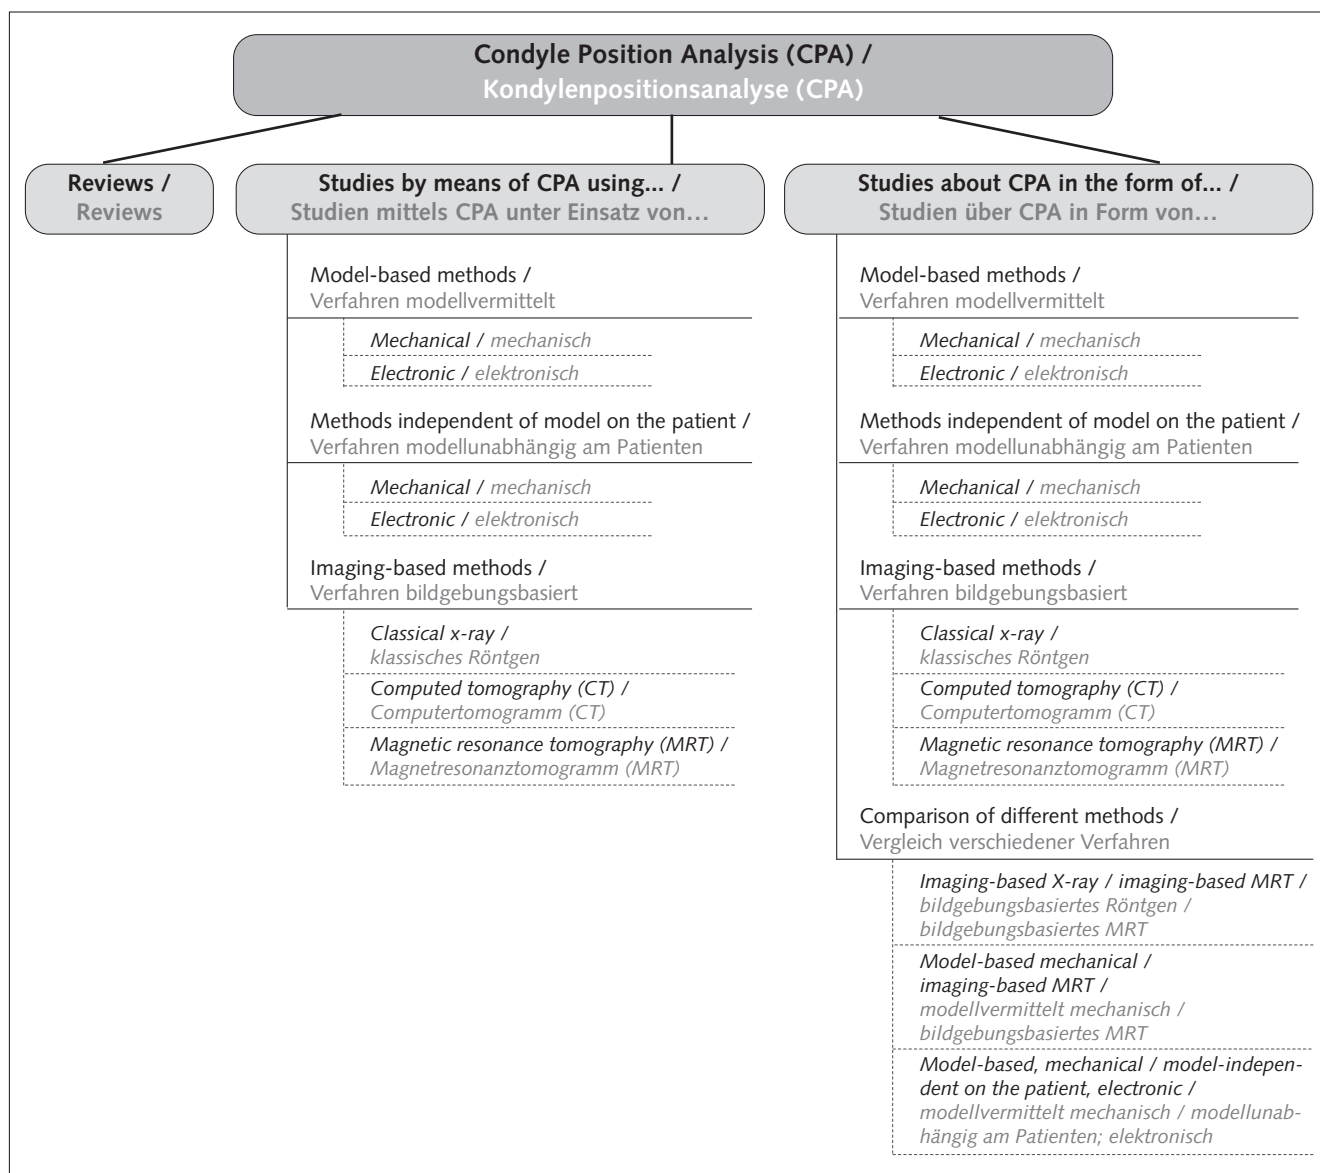 Condyle Position Analysis (CPA) /
Kondylenpositionsanalyse (CPA)
Reviews /
Reviews
Studies by means of CPA using... /
Studien mittels CPA unter Einsatz von…
Model-based methods /
Verfahren modellvermittelt
Mechanical / mechanisch
Electronic / elektronisch
Methods independent of model on the patient /
Verfahren modellunabhängig am Patienten
Mechanical / mechanisch
Electronic / elektronisch
Imaging-based methods /
Verfahren bildgebungsbasiert
Classical x-ray /
klassisches Röntgen
Computed tomography (CT) /
Computertomogramm (CT)
Magnetic resonance tomography (MRT) /
Magnetresonanztomogramm (MRT)
Studies about CPA in the form of... /
Studien über CPA in Form von…
Model-based methods /
Verfahren modellvermittelt
Mechanical / mechanisch
Electronic / elektronisch
Methods independent of model on the patient /
Verfahren modellunabhängig am Patienten
Mechanical / mechanisch
Electronic / elektronisch
Imaging-based methods /
Verfahren bildgebungsbasiert
Classical x-ray /
klassisches Röntgen
Computed tomography (CT) /
Computertomogramm (CT)
Magnetic resonance tomography (MRT) /
Magnetresonanztomogramm (MRT)
Comparison of different methods /
Vergleich verschiedener Verfahren
Imaging-based X-ray / imaging-based MRT /
bildgebungsbasiertes Röntgen /
bildgebungsbasiertes MRT
Model-based mechanical /
imaging-based MRT /
modellvermittelt mechanisch /
bildgebungsbasiertes MRT
Model-based, mechanical / model-indepen-
dent on the patient, electronic /
modellvermittelt mechanisch / modellunab-
hängig am Patienten; elektronisch